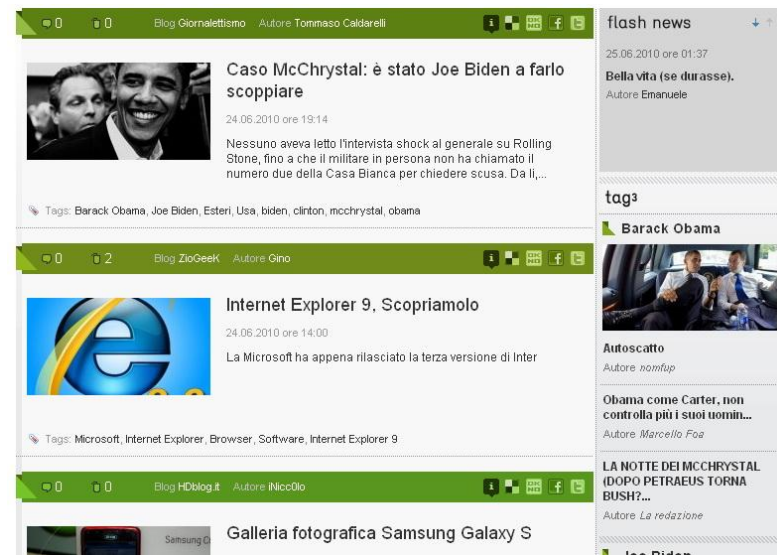 0 0 Blog Giornalettismo Autore Tommaso Caldarelli
Caso McChrystal: è stato Joe Biden a farlo
scoppiare
24.06.2010 ore 19:14
Nessuno aveva letto l'intervista shock al generale su Rolling
Stone, fino a che il militare in persona non ha chiamato il
numero due della Casa Bianca per chiedere scusa. Da lì,...
Tags: Barack Obama, Joe Biden, Esteri, Usa, biden, clinton, mcchrystal, obama
0 2 Blog ZioGeeK Autore Gino
Internet Explorer 9, Scopriamolo
24.06.2010 ore 14:00
La Microsoft ha appena rilasciato la terza versione di Inter
Tags: Microsoft, Internet Explorer, Browser, Software, Internet Explorer 9
0 0 Blog HDblog.it Autore iNicc0lo
Samsung
Galleria fotografica Samsung Galaxy S
flash news
25.06.2010 ore 01:37
Bella vita (se durasse).
Autore Emanuele
tag3
Barack Obama
Autoscatto
Autore nomfup
Obama come Carter, non
controlla più i suoi uomin...
Autore Marcello Foa
LA NOTTE DEI MCCHRYSTAL
(DOPO PETRAEUS TORNA
BUSH?...
Autore La redazione
Joe Biden